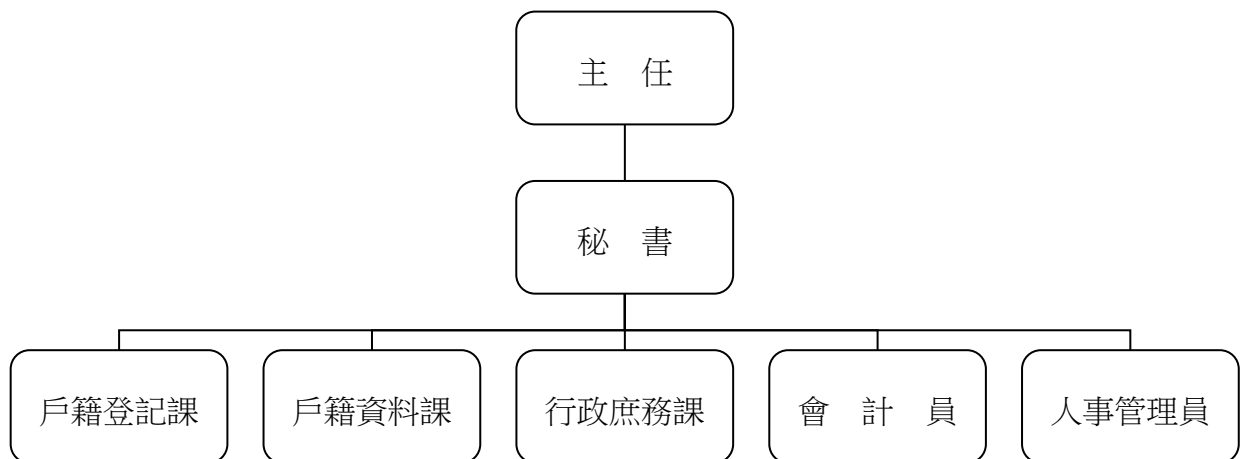 主　任
秘　書
戶籍登記課
戶籍資料課
行政庶務課
會　計　員
人事管理員